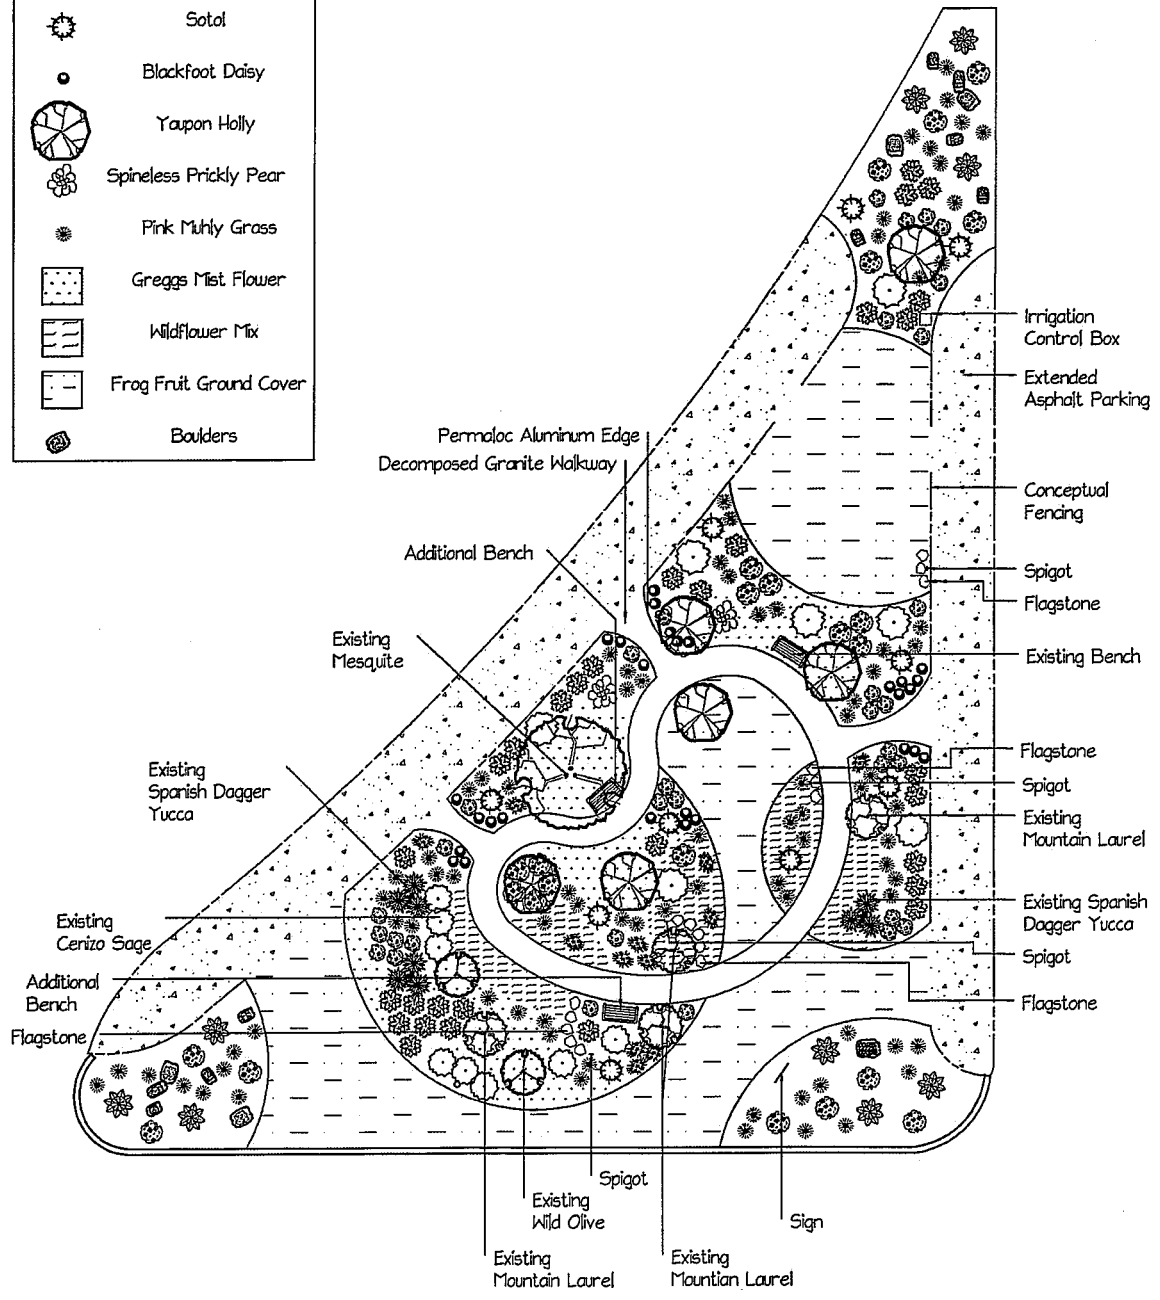 Sotol
Blackfoot Daisy
Yaupon Holly
Spineless Prickly Pear
Pink Muhly Grass
Greggs Mist Flower
Wildflower Mix
Frog Fruit Ground Cover
Boulders
Irrigation
Control Box
Extended
Asphalt Parking
Permaloc Aluminum Edge
Decomposed Granite Walkway
Conceptual
Fencing
Additional Bench
Spigot
Flagstone
Existing
Mesquite
Existing Bench
Existing
Spanish Dagger
Yucca
Flagstone
Spigot
Existing
Mountain Laurel
Existing
Cenizo Sage
Existing Spanish
Dagger Yucca
Spigot
Additional
Bench
Flagstone
Flagstone
Spigot
Existing
Wild Olive
Sign
Existing
Mountain Laurel
Existing
Mountian Laurel